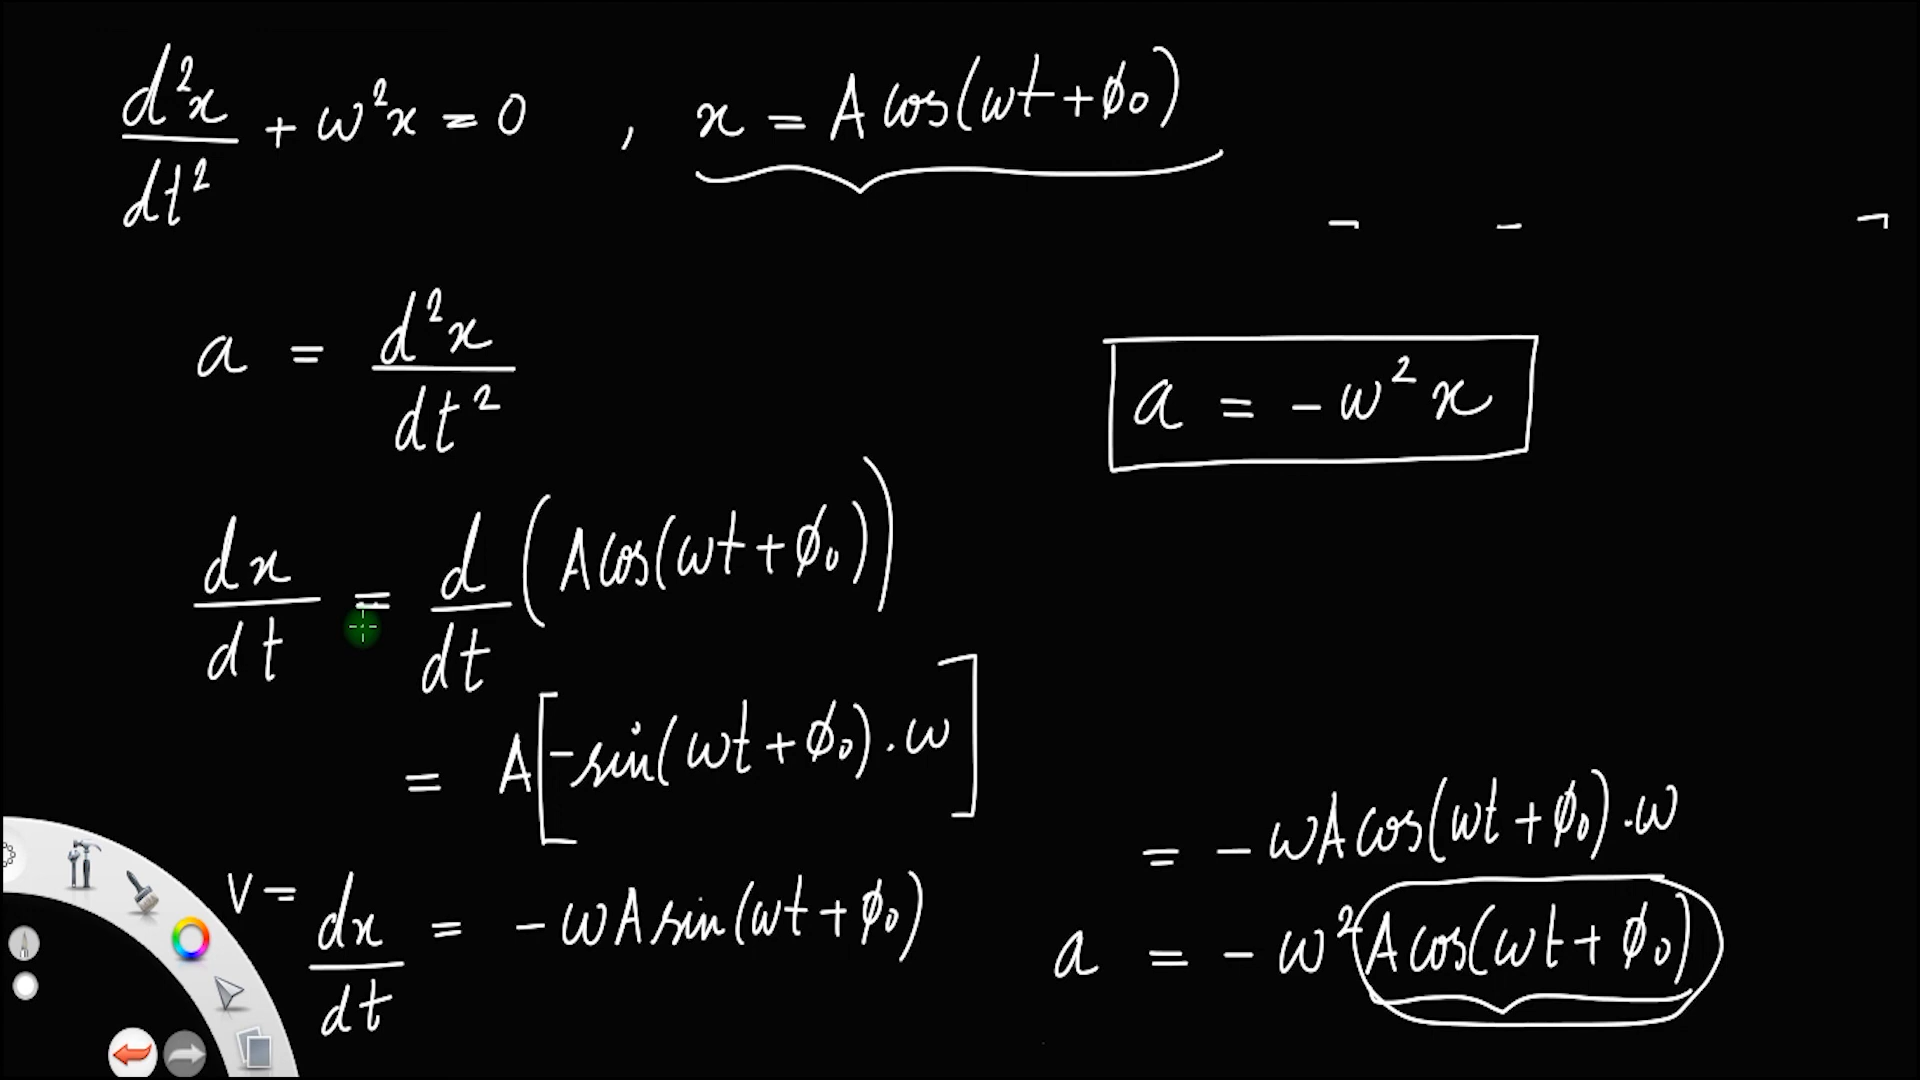 d²x/dt² + ω²x = 0 , x = A cos(ωt + ϕ₀)
a = d²x/dt²
a = -ω²x
dx/dt = d/dt (A cos(ωt + ϕ₀))
= A[-sin(ωt + ϕ₀).ω]
v = dx/dt = -ωA sin(ωt + ϕ₀)
= -ωA cos(ωt + ϕ₀).ω
a = -ω² A cos(ωt + ϕ₀)